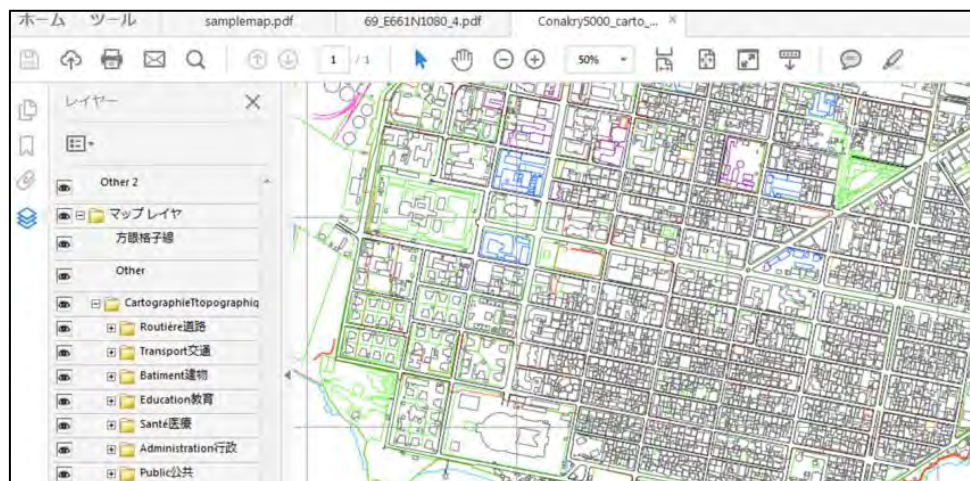 ホーム ツール samplemap.pdf 69_E661N1080_4.pdf Conakry5000_carto_... ×
1 / 1 50%
レイヤー
Other 2
マップ レイヤ
方眼格子線
Other
CartographieTtopographiq
Routière道路
Transport交通
Batiment建物
Education教育
Santé医療
Administration行政
Public公共